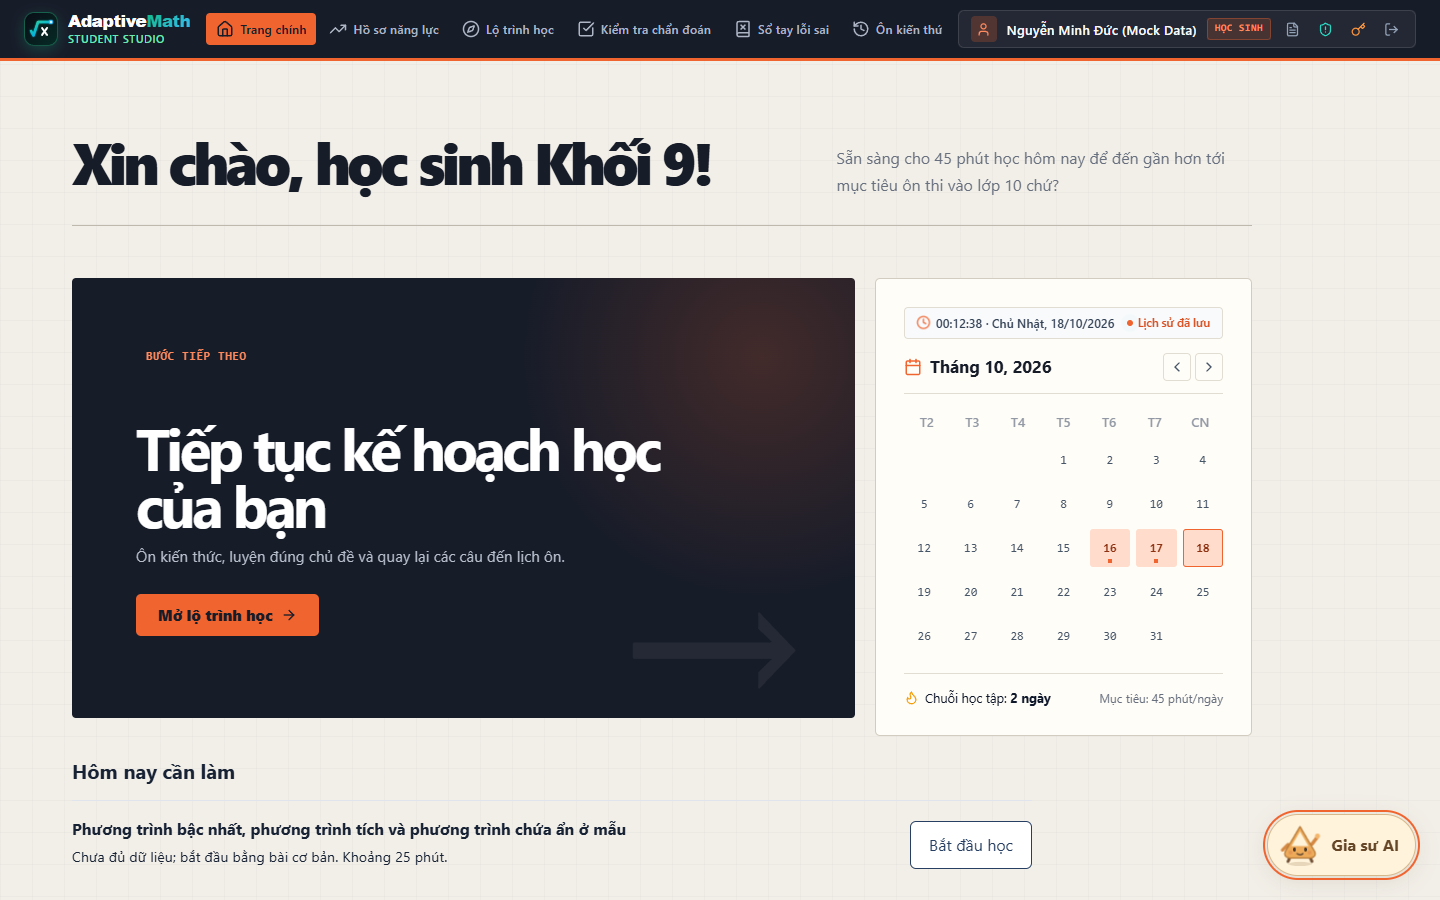 AdaptiveMath
STUDENT STUDIO
Trang chính
Hồ sơ năng lực
Lộ trình học
Kiểm tra chẩn đoán
Sổ tay lỗi sai
Ôn kiến thứ
Nguyễn Minh Đức (Mock Data)
HỌC SINH
Xin chào, học sinh Khối 9!
Sẵn sàng cho 45 phút học hôm nay để đến gần hơn tới
mục tiêu ôn thi vào lớp 10 chứ?
BƯỚC TIẾP THEO
Tiếp tục kế hoạch học
của bạn
Ôn kiến thức, luyện đúng chủ đề và quay lại các câu đến lịch ôn.
Mở lộ trình học
00:12:38 · Chủ Nhật, 18/10/2026
Lịch sử đã lưu
Tháng 10, 2026
T2 T3 T4 T5 T6 T7 CN
1 2 3 4
5 6 7 8 9 10 11
12 13 14 15 16 17 18
19 20 21 22 23 24 25
26 27 28 29 30 31
Chuỗi học tập: 2 ngày
Mục tiêu: 45 phút/ngày
Hôm nay cần làm
Phương trình bậc nhất, phương trình tích và phương trình chứa ẩn ở mẫu
Chưa đủ dữ liệu; bắt đầu bằng bài cơ bản. Khoảng 25 phút.
Bắt đầu học
Gia sư AI